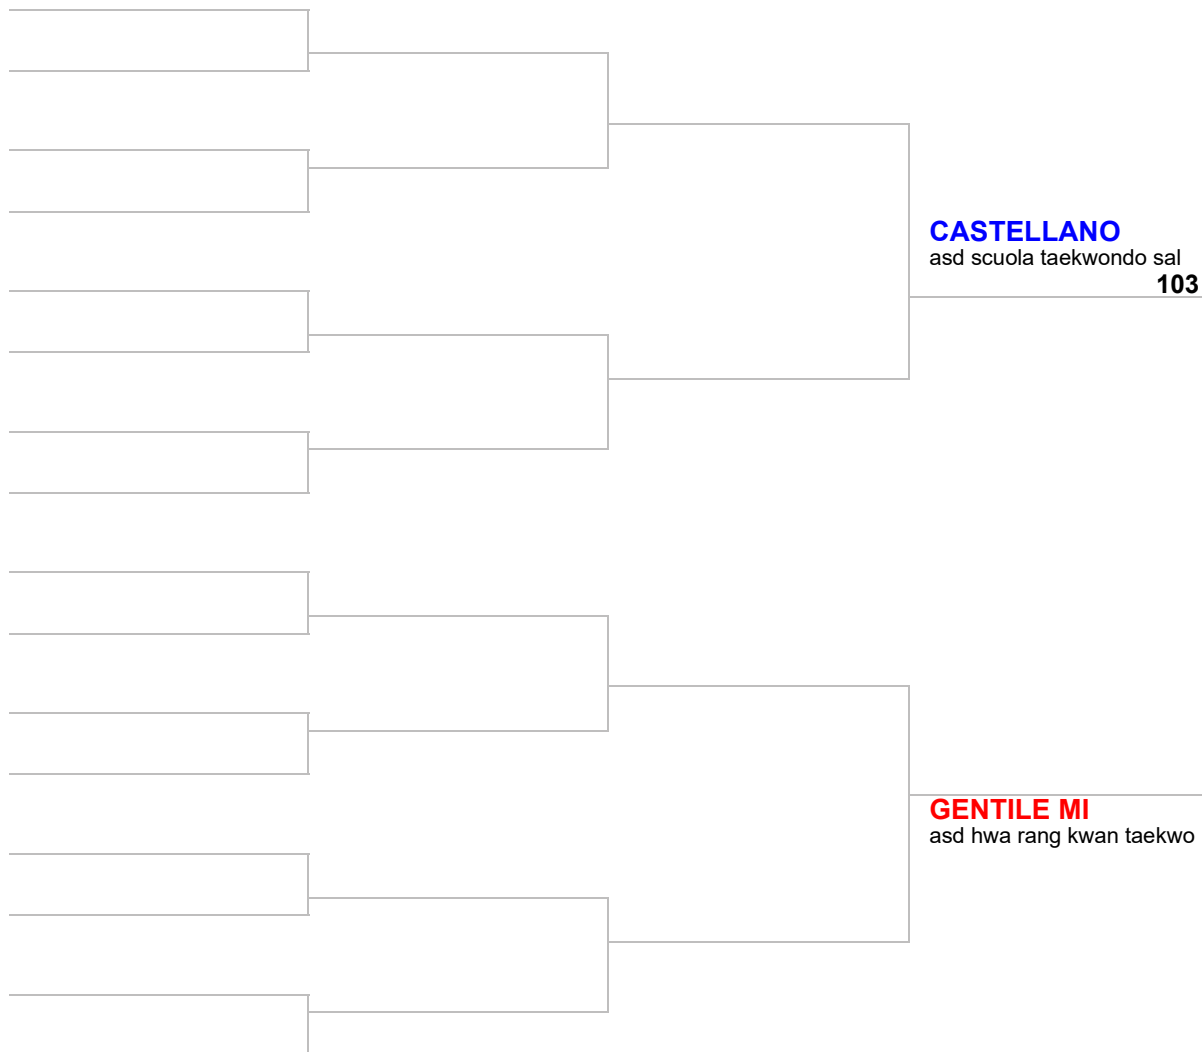 CASTELLANO
asd scuola taekwondo sal
103
GENTILE MI
asd hwa rang kwan taekwo